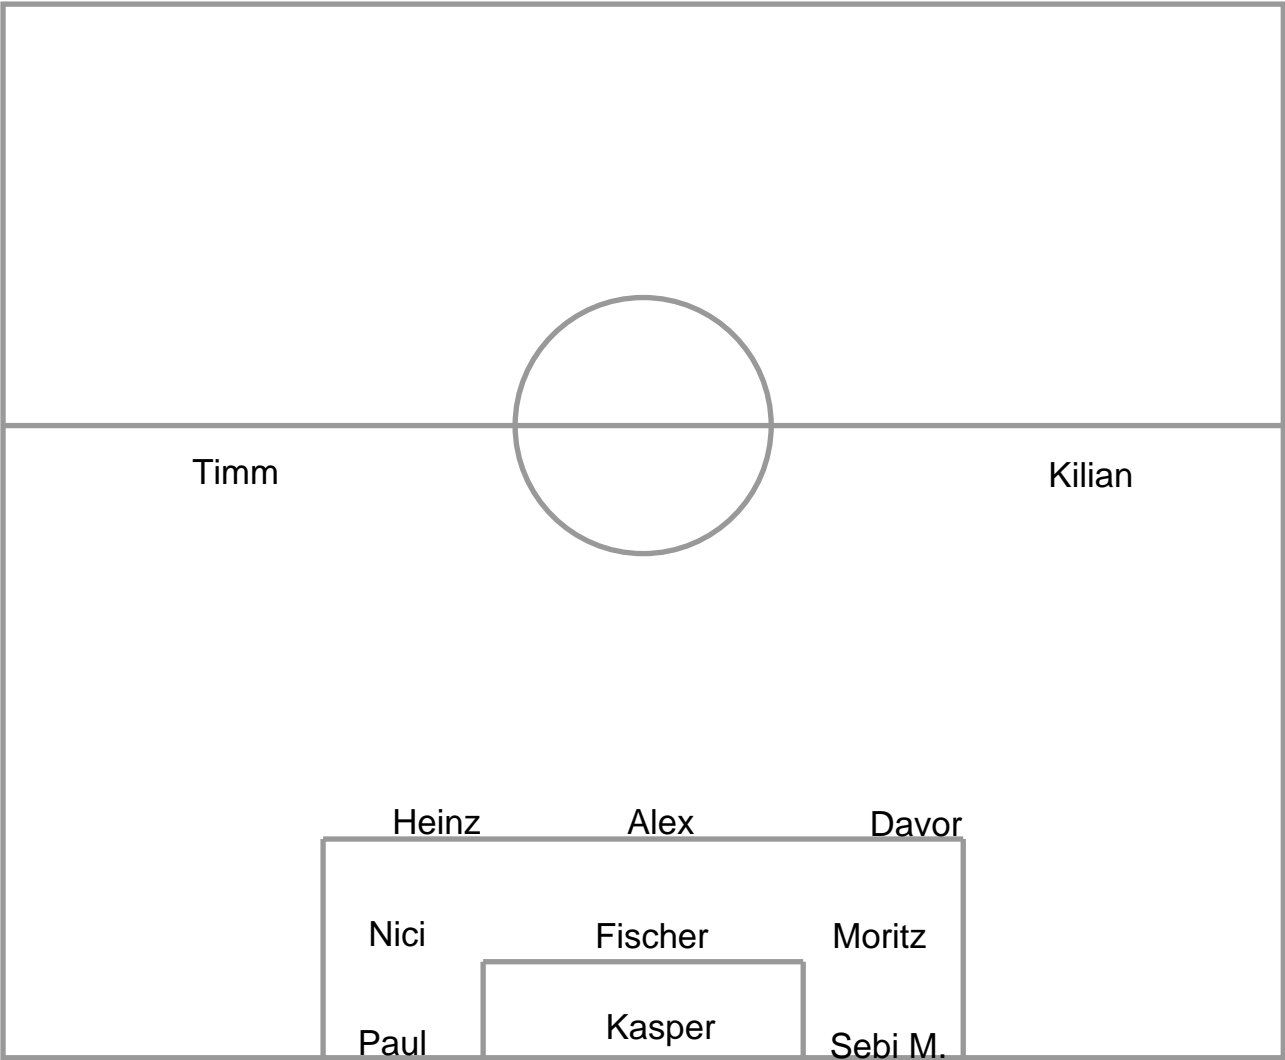 Timm
Kilian
Heinz
Alex
Davor
Nici
Fischer
Moritz
Paul
Kasper
Sebi M.